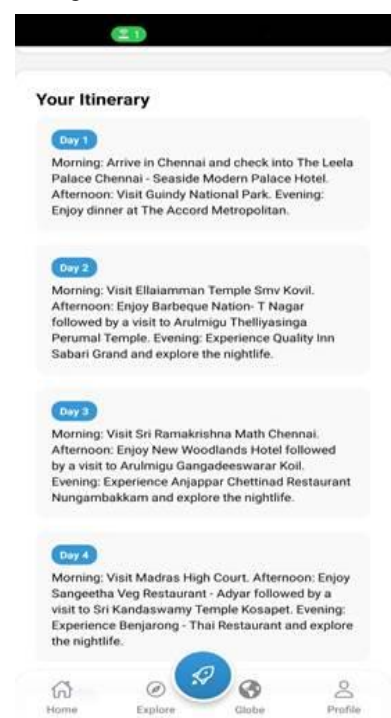 1
Your Itinerary
Day 1
Morning: Arrive in Chennai and check into The Leela
Palace Chennai - Seaside Modern Palace Hotel.
Afternoon: Visit Guindy National Park. Evening:
Enjoy dinner at The Accord Metropolitan.
Day 2
Morning: Visit Ellaiamman Temple Smv Kovil.
Afternoon: Enjoy Barbeque Nation- T Nagar
followed by a visit to Arulmigu Thelliyasinga
Perumal Temple. Evening: Experience Quality Inn
Sabari Grand and explore the nightlife.
Day 3
Morning: Visit Sri Ramakrishna Math Chennai.
Afternoon: Enjoy New Woodlands Hotel followed
by a visit to Arulmigu Gangadeeswarar Koil.
Evening: Experience Anjappar Chettinad Restaurant
Nungambakkam and explore the nightlife.
Day 4
Morning: Visit Madras High Court. Afternoon: Enjoy
Sangeetha Veg Restaurant - Adyar followed by a
visit to Sri Kandaswamy Temple Kosapet. Evening:
Experience Benjarong - Thai Restaurant and explore
the nightlife.
Home Explore Globe Profile